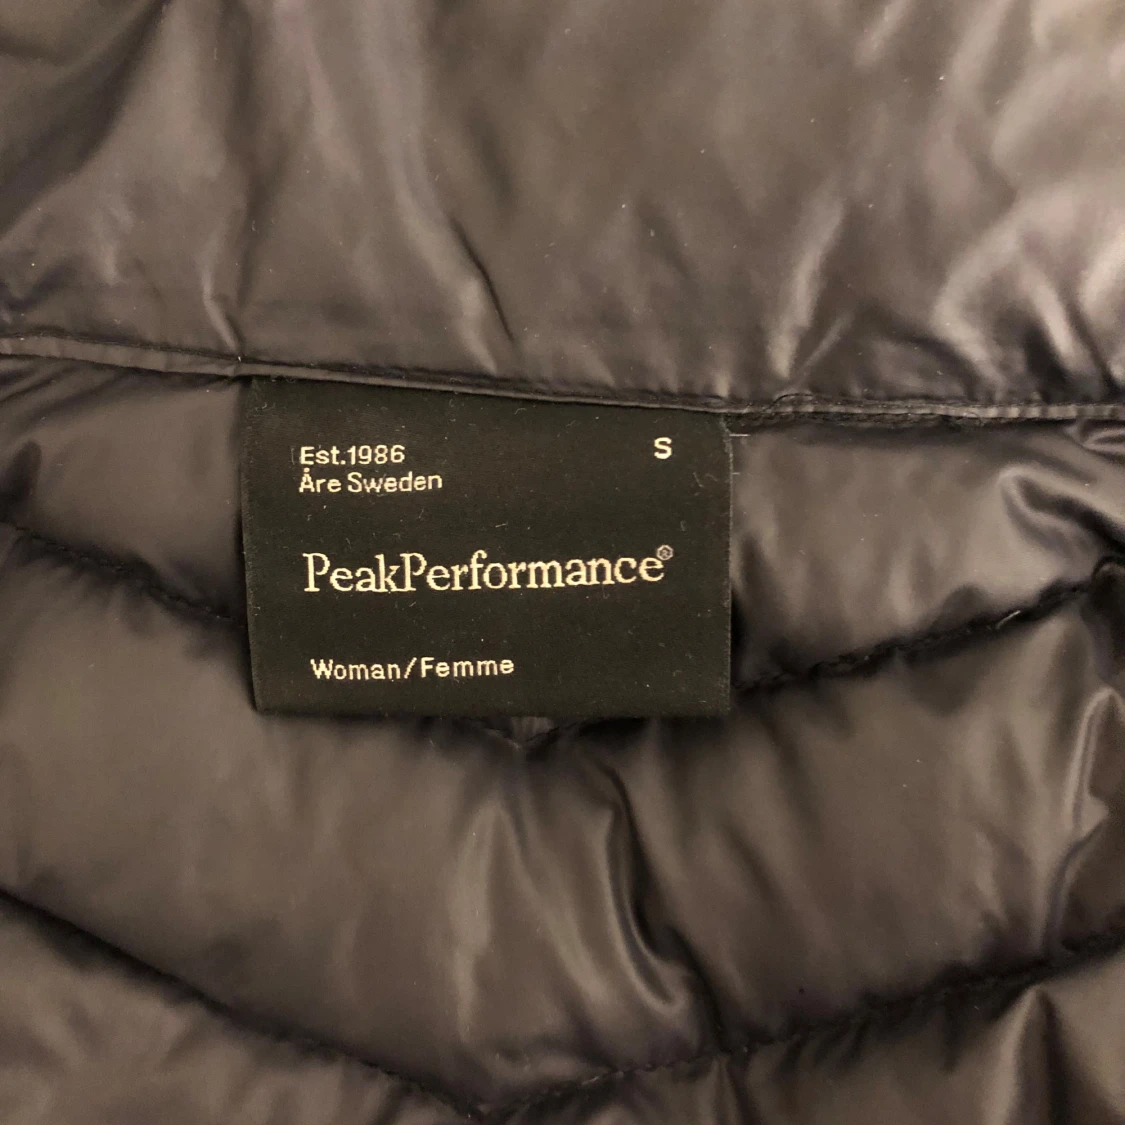 Est.1986
Åre Sweden
S
PeakPerformance®
Woman/Femme